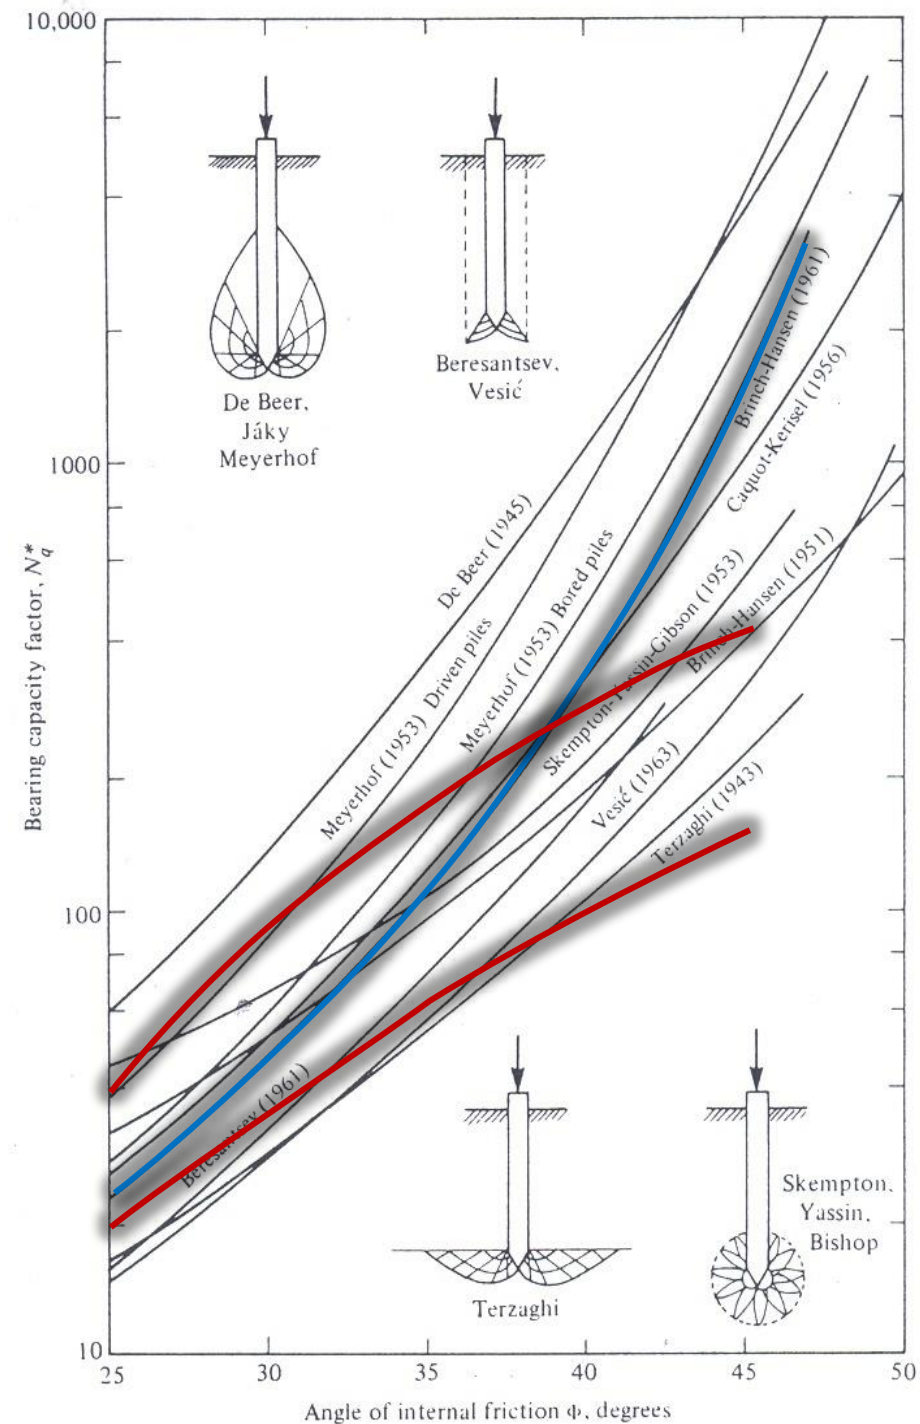 10,000
1000
100
10
25
30
35
40
45
50
Bearing capacity factor, N*q
Angle of internal friction Φ, degrees
De Beer,
Jáky
Meyerhof
Beresantsev,
Vesić
De Beer (1945)
Meyerhof (1953) Driven piles
Meyerhof (1953) Bored piles
Brinch-Hansen (1961)
Caquot-Kerisel (1956)
Skempton-Yassin-Gibson (1953)
Brinch-Hansen (1951)
Vesić (1963)
Terzaghi (1943)
Beresantsev (1961)
Terzaghi
Skempton,
Yassin,
Bishop